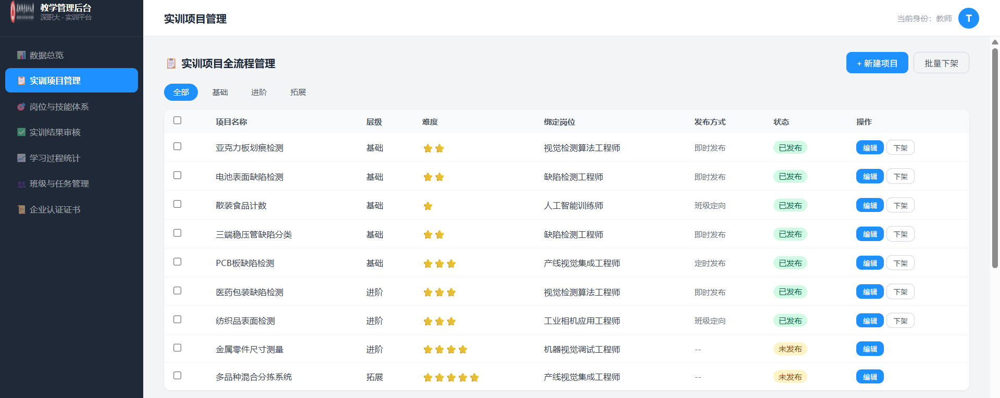 教学管理后台
深职大 · 实训平台
数据总览
实训项目管理
岗位与技能体系
实训结果审核
学习过程统计
班级与任务管理
企业认证证书
实训项目管理
当前身份：教师
T
实训项目全流程管理
+ 新建项目
批量下架
全部 基础 进阶 拓展
项目名称 层级 难度 绑定岗位 发布方式 状态 操作
亚克力板划痕检测 基础 视觉检测算法工程师 即时发布 已发布 编辑 下架
电池表面缺陷检测 基础 缺陷检测工程师 即时发布 已发布 编辑 下架
散装食品计数 基础 人工智能训练师 班级定向 已发布 编辑 下架
三端稳压管缺陷分类 基础 缺陷检测工程师 即时发布 已发布 编辑 下架
PCB板缺陷检测 基础 产线视觉集成工程师 定时发布 已发布 编辑 下架
医药包装缺陷检测 进阶 视觉检测算法工程师 即时发布 已发布 编辑 下架
纺织品表面检测 进阶 工业相机应用工程师 班级定向 已发布 编辑 下架
金属零件尺寸测量 进阶 机器视觉调试工程师 -- 未发布 编辑
多品种混合分拣系统 拓展 产线视觉集成工程师 -- 未发布 编辑